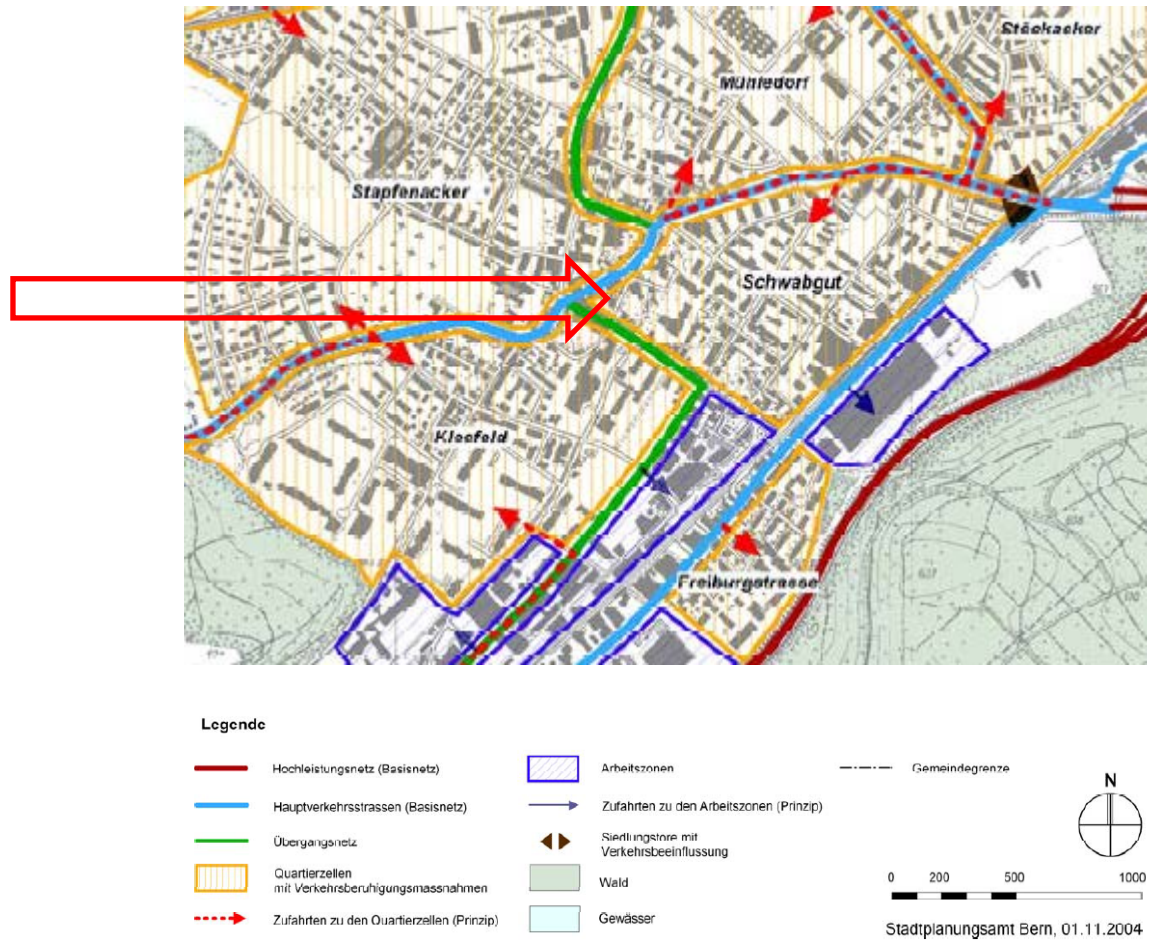 Stöckacker
Mühledorf
Stapfenacker
Schwabgut
Kleefeld
Freiburgstrasse
Legende
Hochleistungsnetz (Basisnetz)
Hauptverkehrsstrassen (Basisnetz)
Übergangsnetz
Quartierzellen
mit Verkehrsberuhigungsmassnahmen
Zufahrten zu den Quartierzellen (Prinzip)
Arbeitszonen
Zufahrten zu den Arbeitszonen (Prinzip)
Siedlungstore mit
Verkehrsbeeinflussung
Wald
Gewässer
Gemeindegrenze
N
0 200 500 1000
Stadtplanungsamt Bern, 01.11.2004